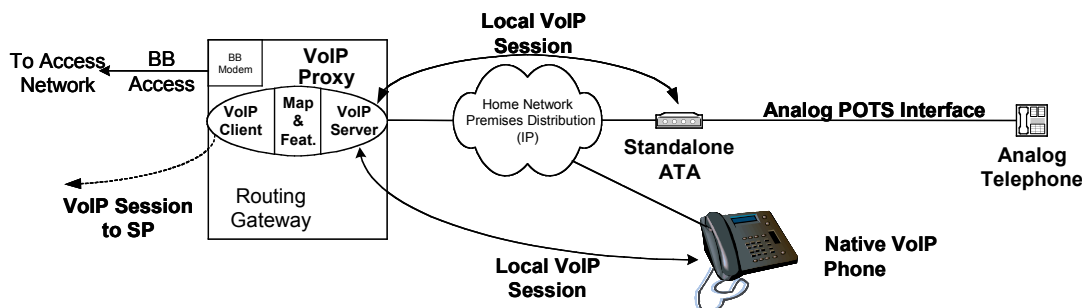 Local VoIP
Session
To Access
Network
BB
Access
BB
Modem
VoIP
Proxy
VoIP
Client
Map
&
Feat.
VoIP
Server
Home Network
Premises Distribution
(IP)
Analog POTS Interface
Standalone
ATA
Analog
Telephone
VoIP Session
to SP
Routing
Gateway
Local VoIP
Session
Native VoIP
Phone